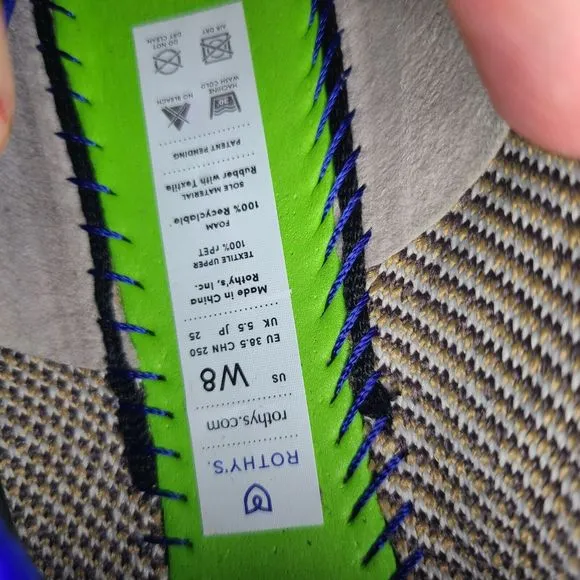 ROTHY'S.
rothys.com
US W8
EU 38.5 CHN 250
UK 5.5 JP 25
Made in China
Rothy's, Inc.
TEXTILE UPPER
100% rPET
FOAM
100% Recyclable
SOLE MATERIAL
Rubber with Textile
PATENT PENDING
MACHINE
WASH COLD
30
NO BLEACH
AIR DRY
DO NOT
DRY CLEAN